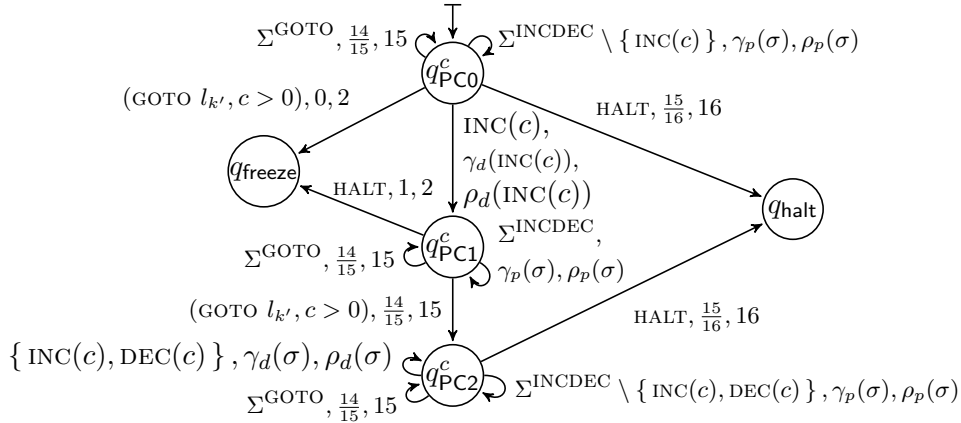 Σ^GOTO, 14/15, 15
Σ^INCDEC \ { INC(c) }, γ_p(σ), ρ_p(σ)
q^c_PC0
(GOTO l_k′, c > 0), 0, 2
HALT, 15/16, 16
INC(c),
γ_d(INC(c)),
ρ_d(INC(c))
q_freeze
HALT, 1, 2
q_halt
q^c_PC1
Σ^INCDEC,
γ_p(σ), ρ_p(σ)
Σ^GOTO, 14/15, 15
(GOTO l_k′, c > 0), 14/15, 15
HALT, 15/16, 16
{ INC(c), DEC(c) }, γ_d(σ), ρ_d(σ)
q^c_PC2
Σ^GOTO, 14/15, 15
Σ^INCDEC \ { INC(c), DEC(c) }, γ_p(σ), ρ_p(σ)